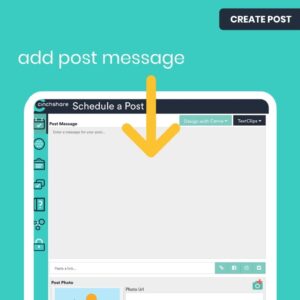 CREATE POST
add post message
cinchshare Schedule a Post
Post Message Design with Canva TextClips
Enter a message for your post...
Paste a link...
Post Photo Photo Url